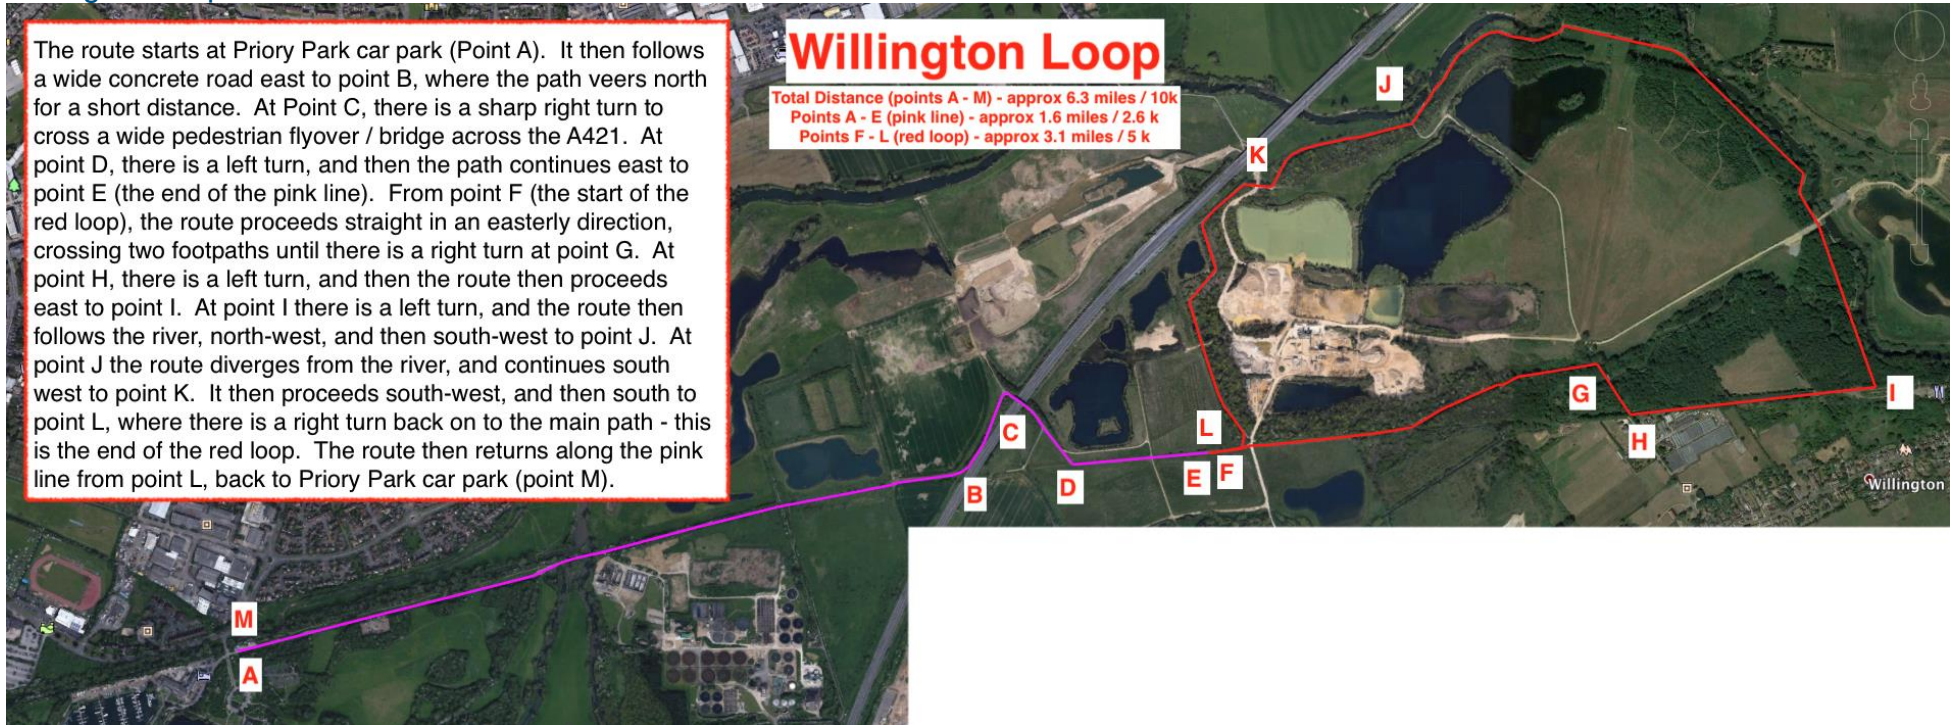 The route starts at Priory Park car park (Point A).  It then follows
a wide concrete road east to point B, where the path veers north
for a short distance.  At Point C, there is a sharp right turn to
cross a wide pedestrian flyover / bridge across the A421.  At
point D, there is a left turn, and then the path continues east to
point E (the end of the pink line).  From point F (the start of the
red loop), the route proceeds straight in an easterly direction,
crossing two footpaths until there is a right turn at point G.  At
point H, there is a left turn, and then the route then proceeds
east to point I.  At point I there is a left turn, and the route then
follows the river, north-west, and then south-west to point J.  At
point J the route diverges from the river, and continues south
west to point K.  It then proceeds south-west, and then south to
point L, where there is a right turn back on to the main path - this
is the end of the red loop.  The route then returns along the pink
line from point L, back to Priory Park car park (point M).
Willington Loop
Total Distance (points A - M) - approx 6.3 miles / 10k
Points A - E (pink line) - approx 1.6 miles / 2.6 k
Points F - L (red loop) - approx 3.1 miles / 5 k
J
K
G
I
C
L
H
B
D
E
F
Willington
M
A